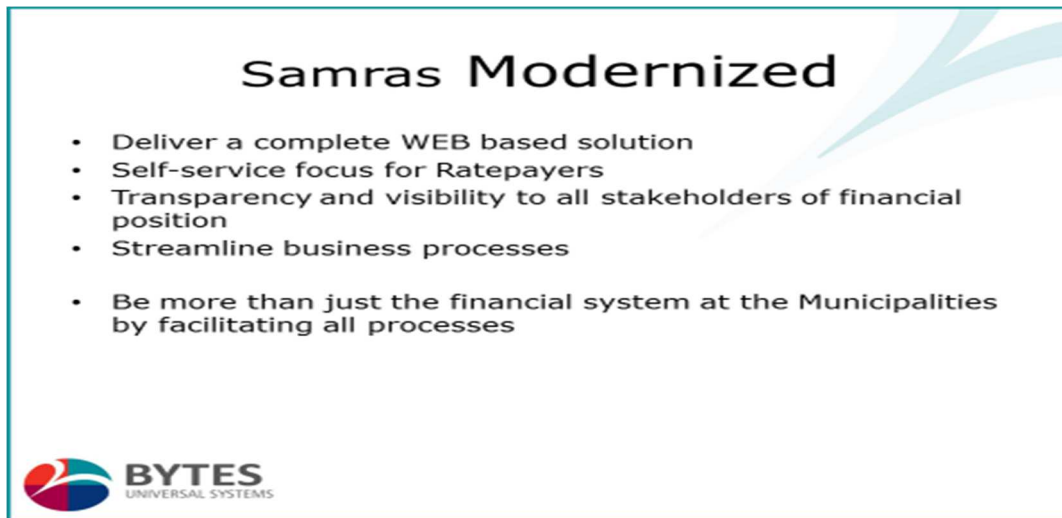 Samras Modernized
• Deliver a complete WEB based solution
• Self-service focus for Ratepayers
• Transparency and visibility to all stakeholders of financial
position
• Streamline business processes
• Be more than just the financial system at the Municipalities
by facilitating all processes
BYTES
UNIVERSAL SYSTEMS